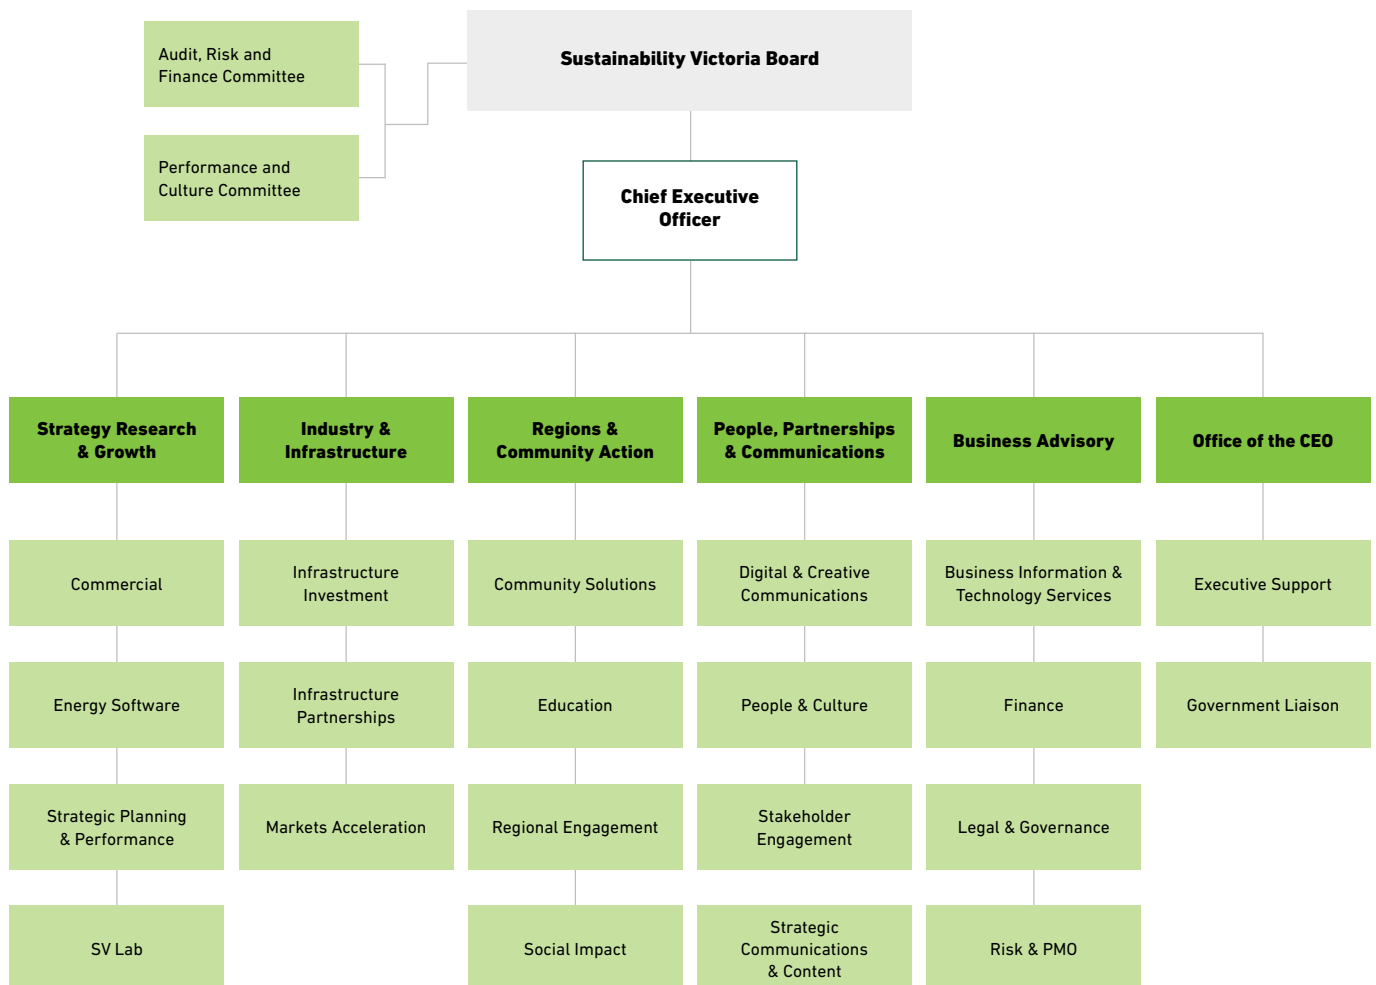 Audit, Risk and
Finance Committee
Sustainability Victoria Board
Performance and
Culture Committee
Chief Executive
Officer
Strategy Research
& Growth
Industry &
Infrastructure
Regions &
Community Action
People, Partnerships
& Communications
Business Advisory
Office of the CEO
Commercial
Infrastructure
Investment
Community Solutions
Digital & Creative
Communications
Business Information &
Technology Services
Executive Support
Energy Software
Infrastructure
Partnerships
Education
People & Culture
Finance
Government Liaison
Strategic Planning
& Performance
Markets Acceleration
Regional Engagement
Stakeholder
Engagement
Legal & Governance
SV Lab
Social Impact
Strategic
Communications
& Content
Risk & PMO